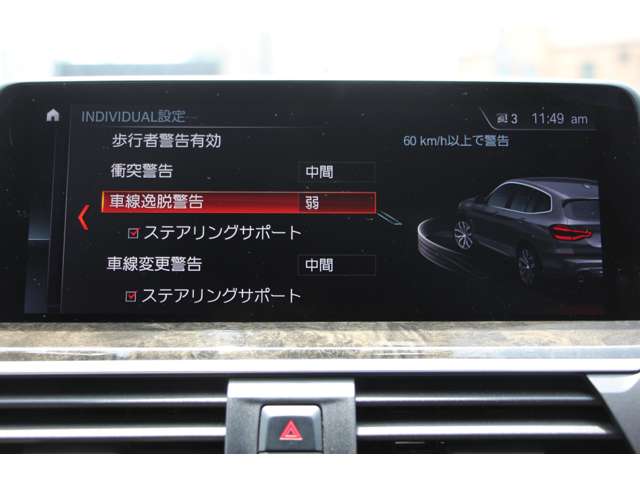 INDIVIDUAL設定
3 11:49 am
歩行者警告有効
60 km/h以上で警告
衝突警告 中間
車線逸脱警告 弱
ステアリングサポート
車線変更警告 中間
ステアリングサポート